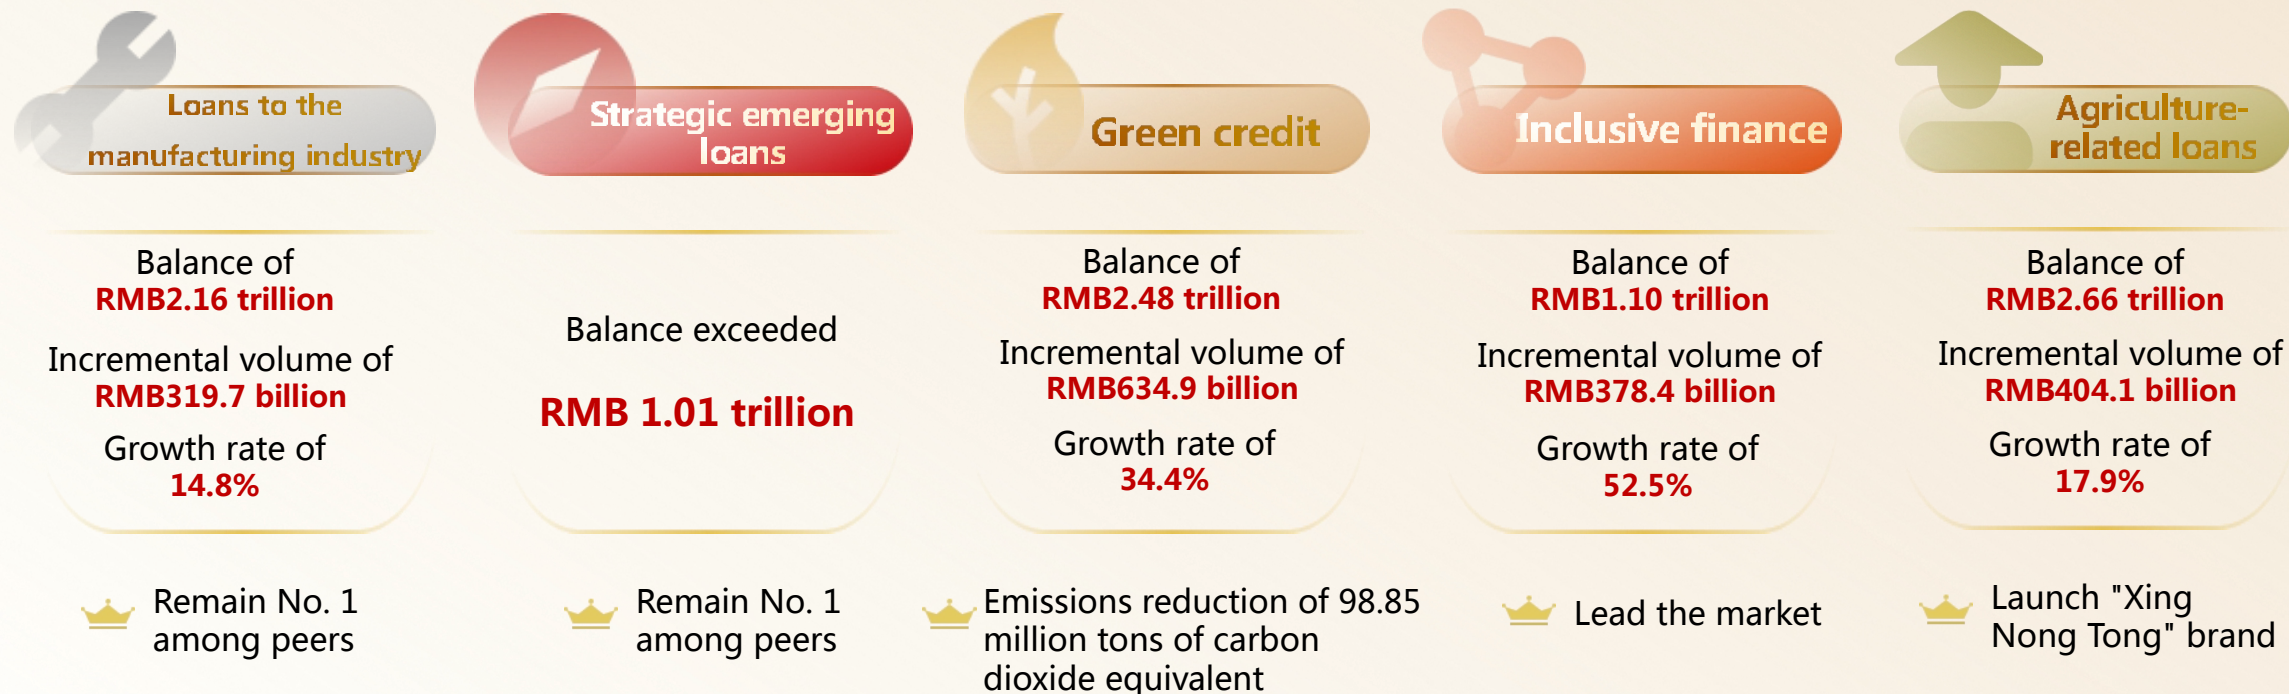 Loans to the
manufacturing industry
Balance of
RMB2.16 trillion
Incremental volume of
RMB319.7 billion
Growth rate of
14.8%
Remain No. 1
among peers
Strategic emerging
loans
Balance exceeded
RMB 1.01 trillion
Remain No. 1
among peers
Green credit
Balance of
RMB2.48 trillion
Incremental volume of
RMB634.9 billion
Growth rate of
34.4%
Emissions reduction of 98.85
million tons of carbon
dioxide equivalent
Inclusive finance
Balance of
RMB1.10 trillion
Incremental volume of
RMB378.4 billion
Growth rate of
52.5%
Lead the market
Agriculture-
related loans
Balance of
RMB2.66 trillion
Incremental volume of
RMB404.1 billion
Growth rate of
17.9%
Launch "Xing
Nong Tong" brand